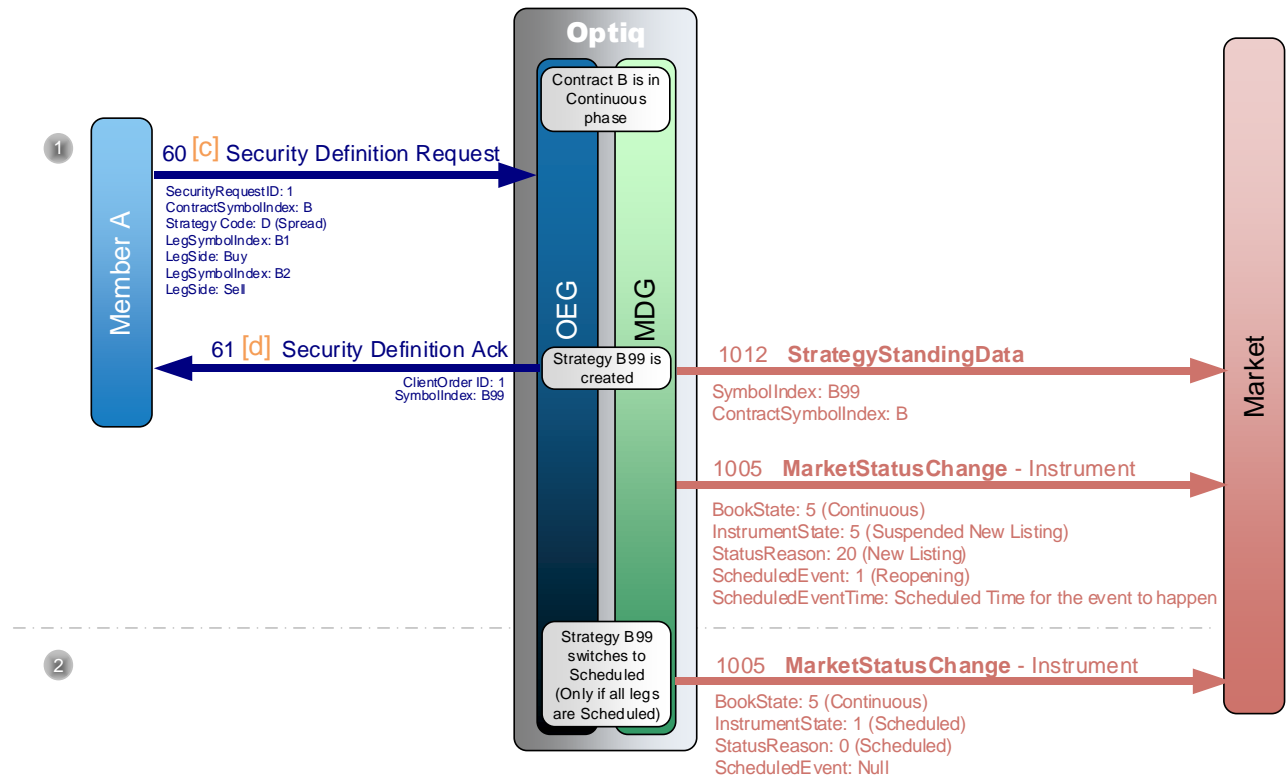 Optiq
Contract B is in
Continuous
phase
1
60 [c] Security Definition Request
SecurityRequestID: 1
ContractSymbolIndex: B
Strategy Code: D (Spread)
LegSymbolIndex: B1
LegSide: Buy
LegSymbolIndex: B2
LegSide: Sell
Member A
OEG
MDG
Market
61 [d] Security Definition Ack
ClientOrder ID: 1
SymbolIndex: B99
Strategy B99 is
created
1012 StrategyStandingData
SymbolIndex: B99
ContractSymbolIndex: B
1005 MarketStatusChange - Instrument
BookState: 5 (Continuous)
InstrumentState: 5 (Suspended New Listing)
StatusReason: 20 (New Listing)
ScheduledEvent: 1 (Reopening)
ScheduledEventTime: Scheduled Time for the event to happen
2
Strategy B99
switches to
Scheduled
(Only if all legs
are Scheduled)
1005 MarketStatusChange - Instrument
BookState: 5 (Continuous)
InstrumentState: 1 (Scheduled)
StatusReason: 0 (Scheduled)
ScheduledEvent: Null